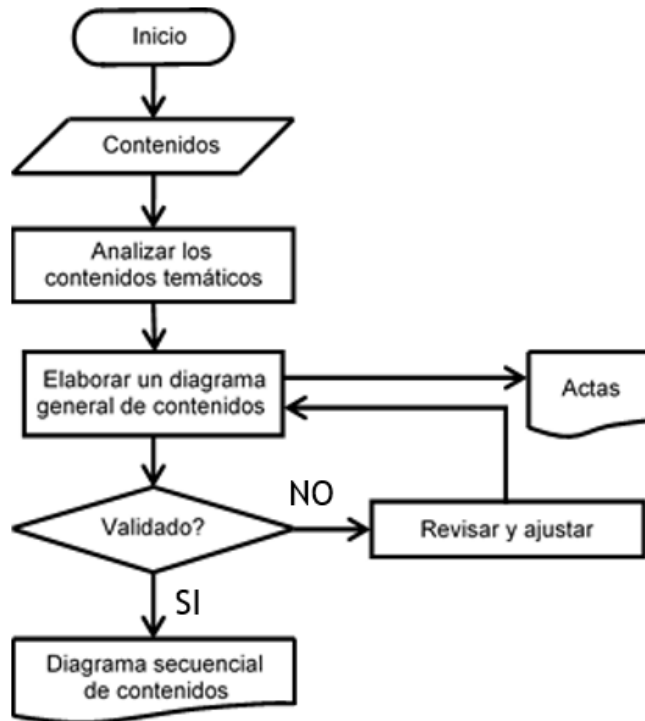 Inicio
Contenidos
Analizar los
contenidos temáticos
Elaborar un diagrama
general de contenidos
Actas
Validado?
NO
Revisar y ajustar
SI
Diagrama secuencial
de contenidos